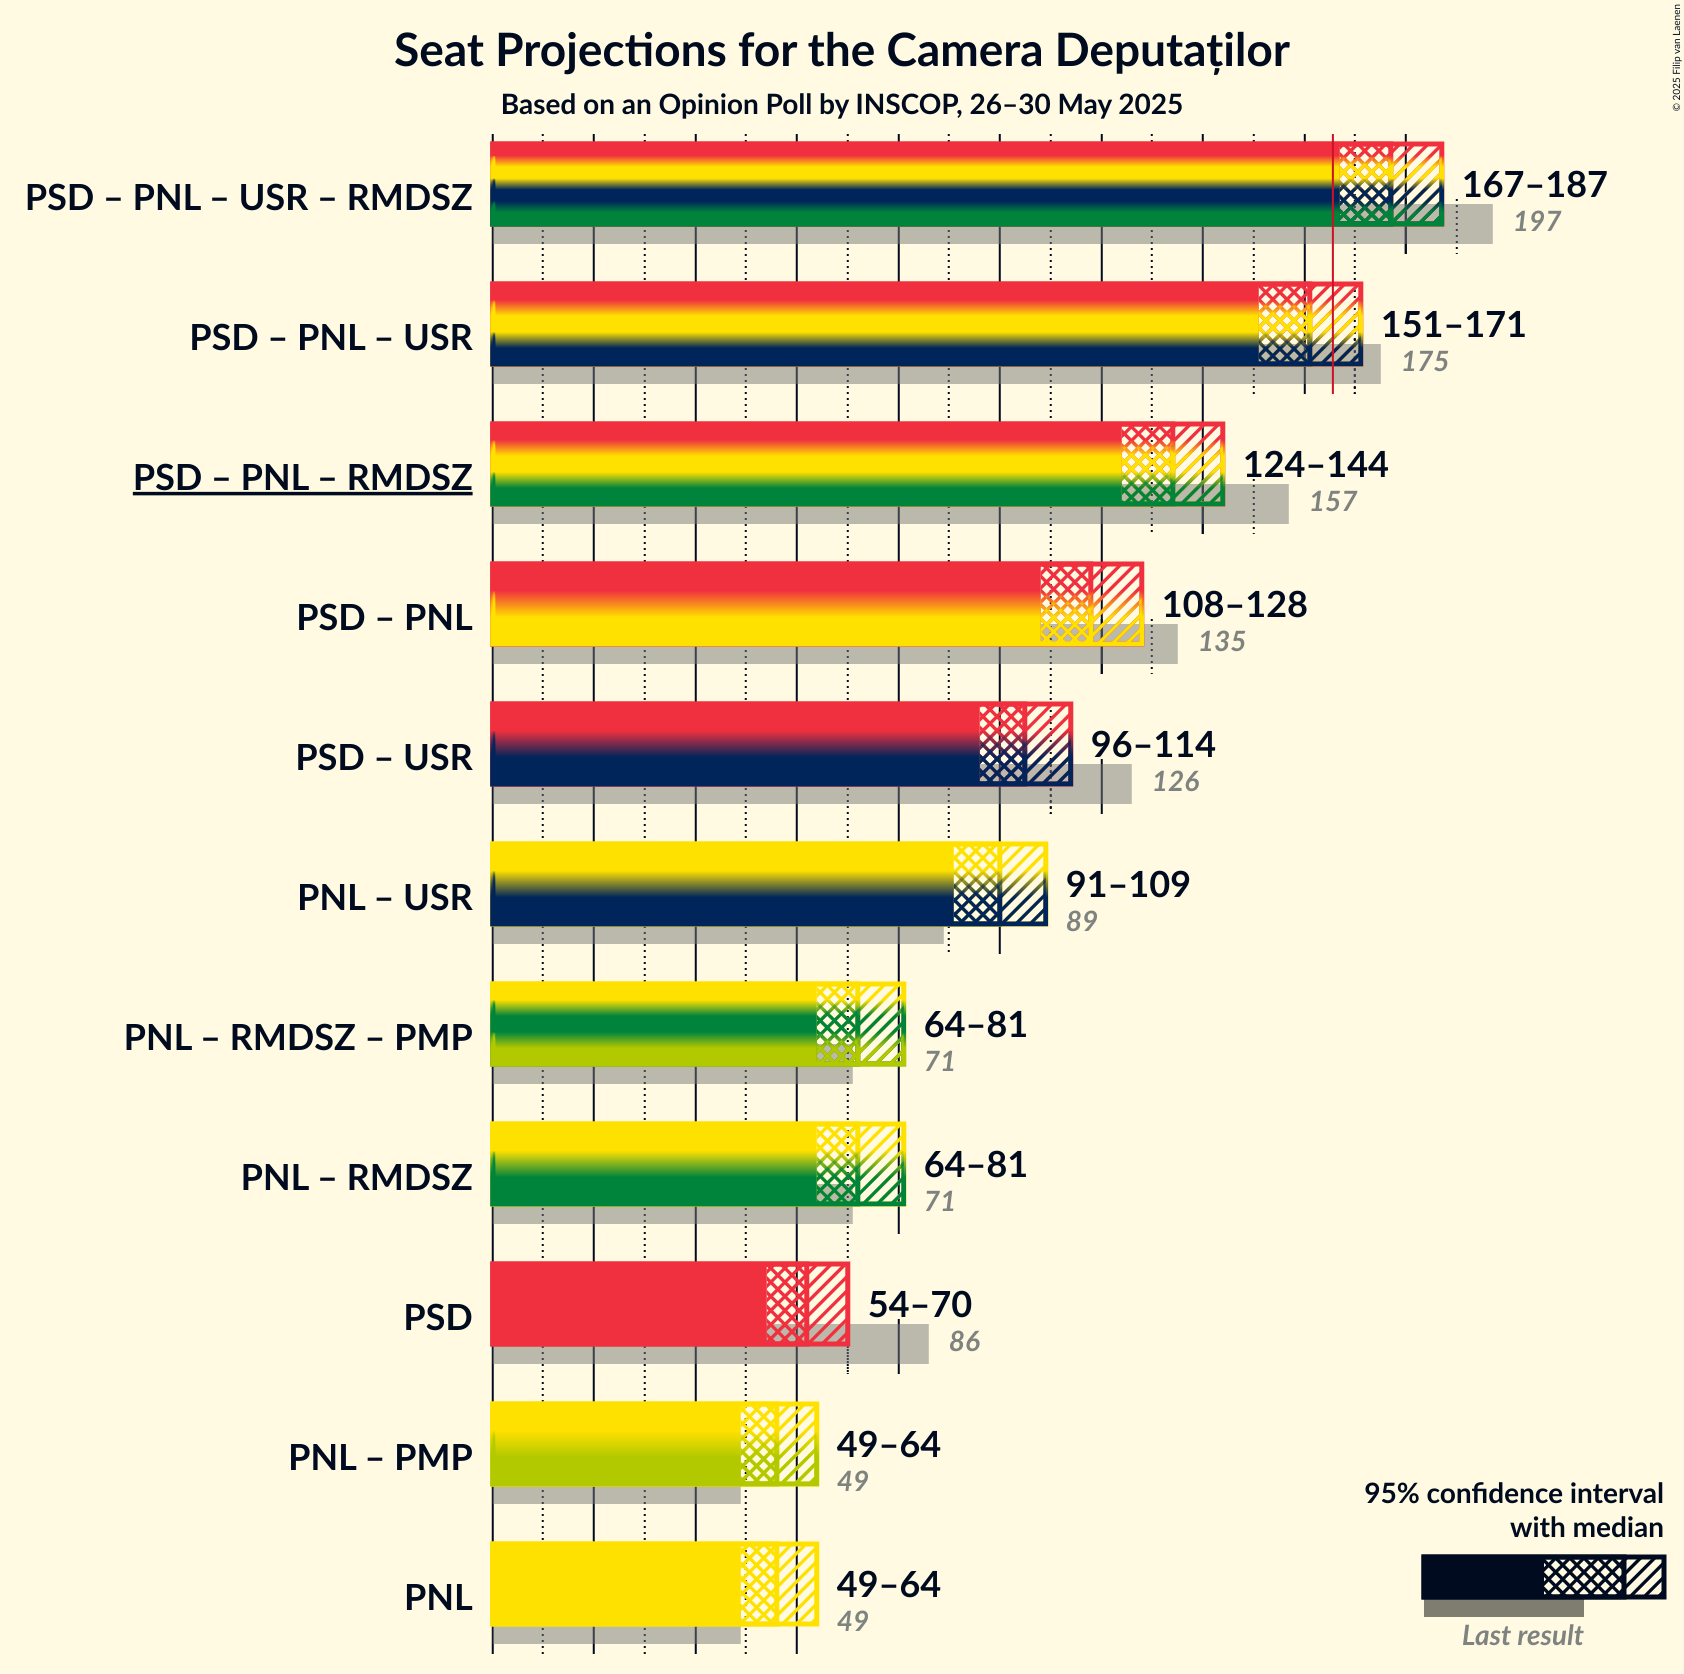 Seat Projections for the Camera Deputaților
Based on an Opinion Poll by INSCOP, 26–30 May 2025
© 2025 Filip van Laenen
PSD – PNL – USR – RMDSZ
167–187
197
PSD – PNL – USR
151–171
175
PSD – PNL – RMDSZ
124–144
157
PSD – PNL
108–128
135
PSD – USR
96–114
126
PNL – USR
91–109
89
PNL – RMDSZ – PMP
64–81
71
PNL – RMDSZ
64–81
71
PSD
54–70
86
PNL – PMP
49–64
49
PNL
49–64
49
95% confidence interval
with median
Last result